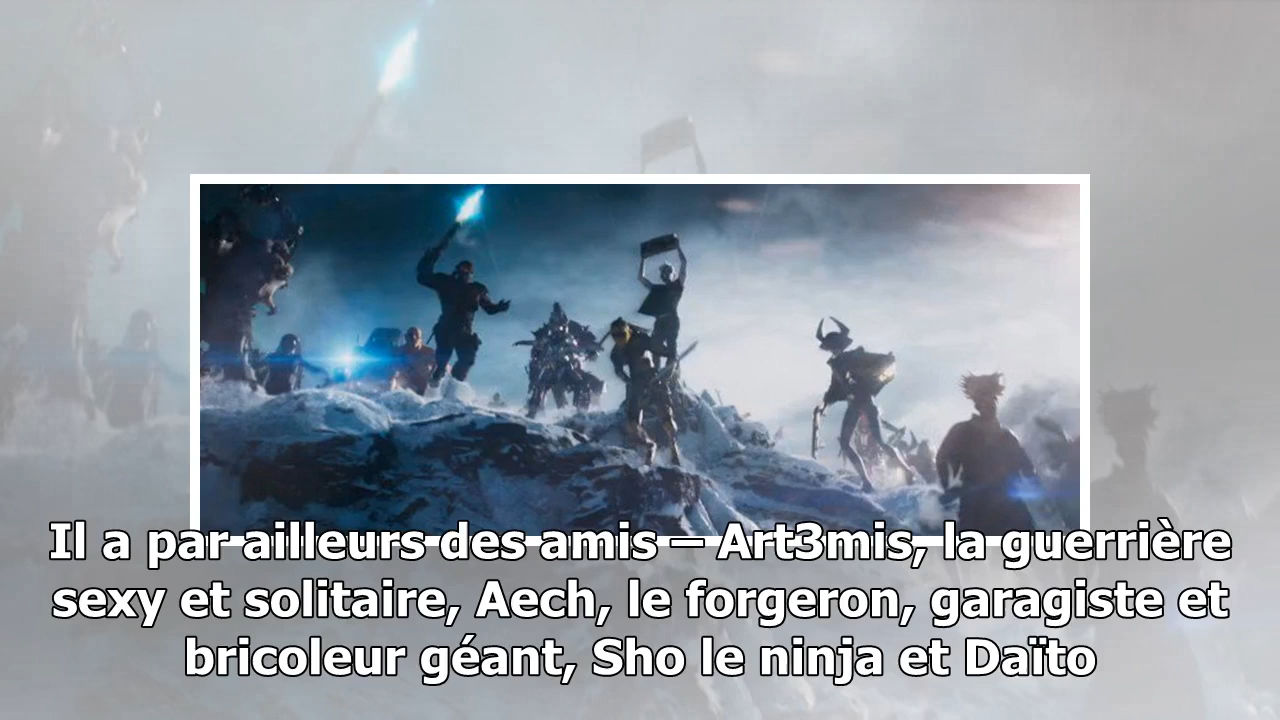 Il a par ailleurs des amis – Art3mis, la guerrière
sexy et solitaire, Aech, le forgeron, garagiste et
bricoleur géant, Sho le ninja et Daïto